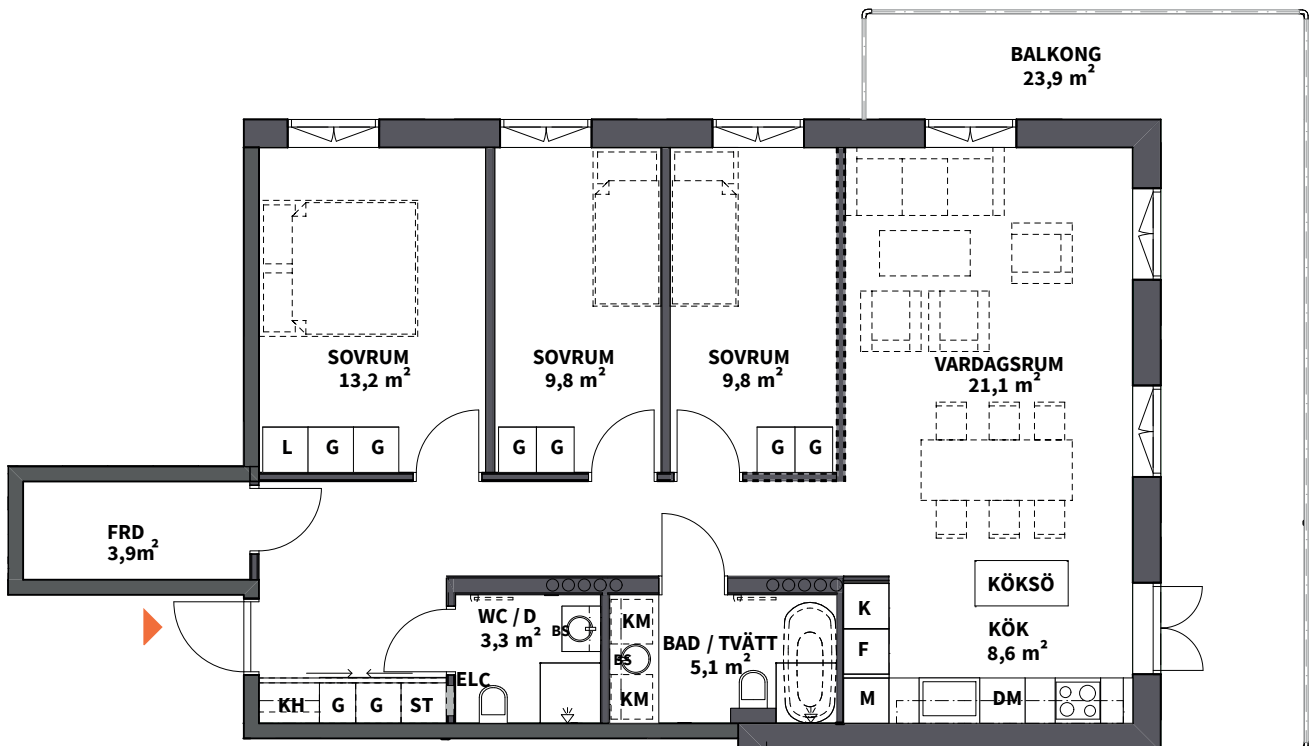 BALKONG
23,9 m²
SOVRUM
13,2 m²
SOVRUM
9,8 m²
SOVRUM
9,8 m²
VARDAGSRUM
21,1 m²
L G G
G G
G G
FRD
3,9m²
KÖKSÖ
KÖK
8,6 m²
WC / D
3,3 m²
BS
KM
BS
KM
BAD / TVÄTT
5,1 m²
K
F
M
DM
ELC
KH G G ST